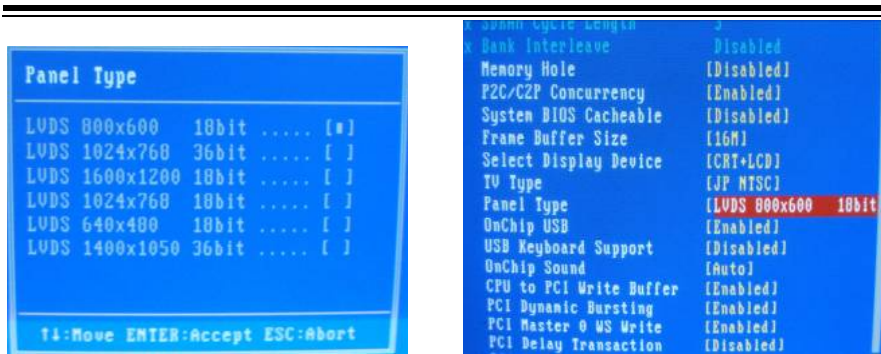 Panel Type
LVDS 800x600 18bit ..... [▪]
LVDS 1024x768 36bit ..... [ ]
LVDS 1600x1200 18bit ..... [ ]
LVDS 1024x768 18bit ..... [ ]
LVDS 640x480 18bit ..... [ ]
LVDS 1400x1050 36bit ..... [ ]
↑↓:Move ENTER:Accept ESC:Abort
x SDRAM Cycle Length 3
x Bank Interleave Disabled
Memory Hole [Disabled]
P2C/C2P Concurrency [Enabled]
System BIOS Cacheable [Disabled]
Frame Buffer Size [16M]
Select Display Device [CRT+LCD]
TV Type [JP NTSC]
Panel Type [LVDS 800x600 18bit
OnChip USB [Enabled]
USB Keyboard Support [Disabled]
OnChip Sound [Auto]
CPU to PCI Write Buffer [Enabled]
PCI Dynamic Bursting [Enabled]
PCI Master 0 WS Write [Enabled]
PCI Delay Transaction [Disabled]